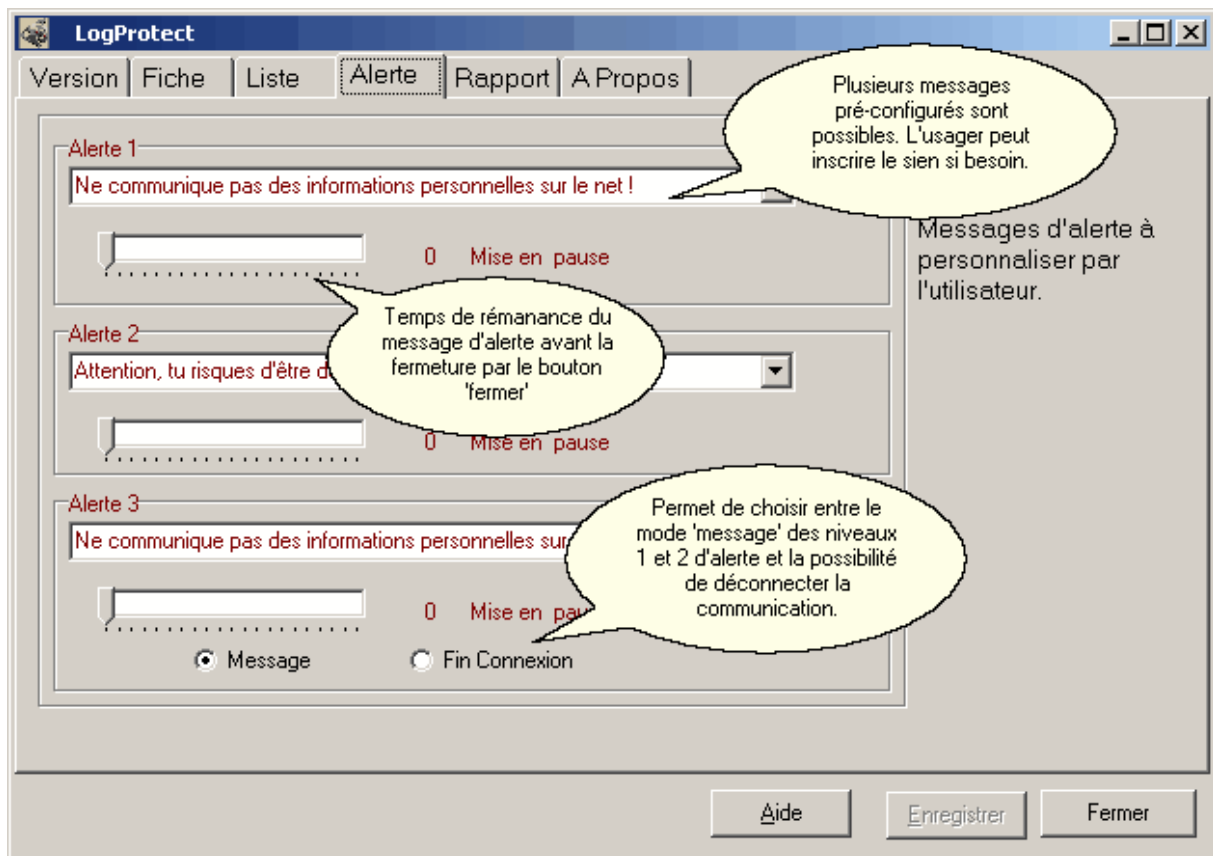 LogProtect
Version Fiche Liste Alerte Rapport A Propos
Plusieurs messages
pré-configurés sont
possibles. L'usager peut
inscrire le sien si besoin.
Alerte 1
Ne communique pas des informations personnelles sur le net !
0 Mise en pause
Messages d'alerte à
personnaliser par
l'utilisateur.
Temps de rémanance du
message d'alerte avant la
fermeture par le bouton
'fermer'
Alerte 2
Attention, tu risques d'être
0 Mise en pause
Alerte 3
Ne communique pas des informations personnelles sur
0 Mise en
Permet de choisir entre le
mode 'message' des niveaux
1 et 2 d'alerte et la possibilité
de déconnecter la
communication.
Message Fin Connexion
Aide Enregistrer Fermer